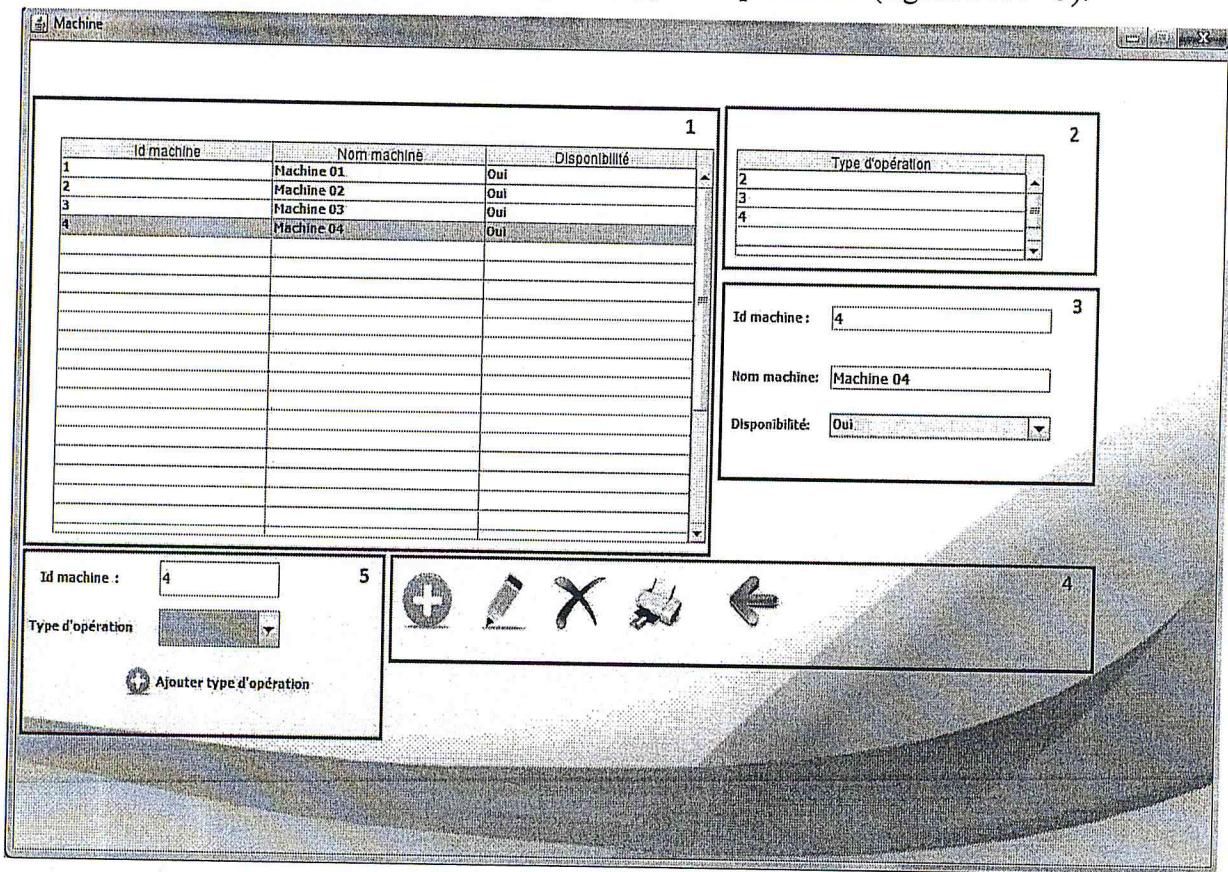 Machine
1
Id machine Nom machine Disponibilité
1 Machine 01 Oui
2 Machine 02 Oui
3 Machine 03 Oui
4 Machine 04 Oui
2
Type d'opération
2
3
4
3
Id machine : 4
Nom machine: Machine 04
Disponibilité: Oui
5
Id machine : 4
Type d'opération
Ajouter type d'opération
4